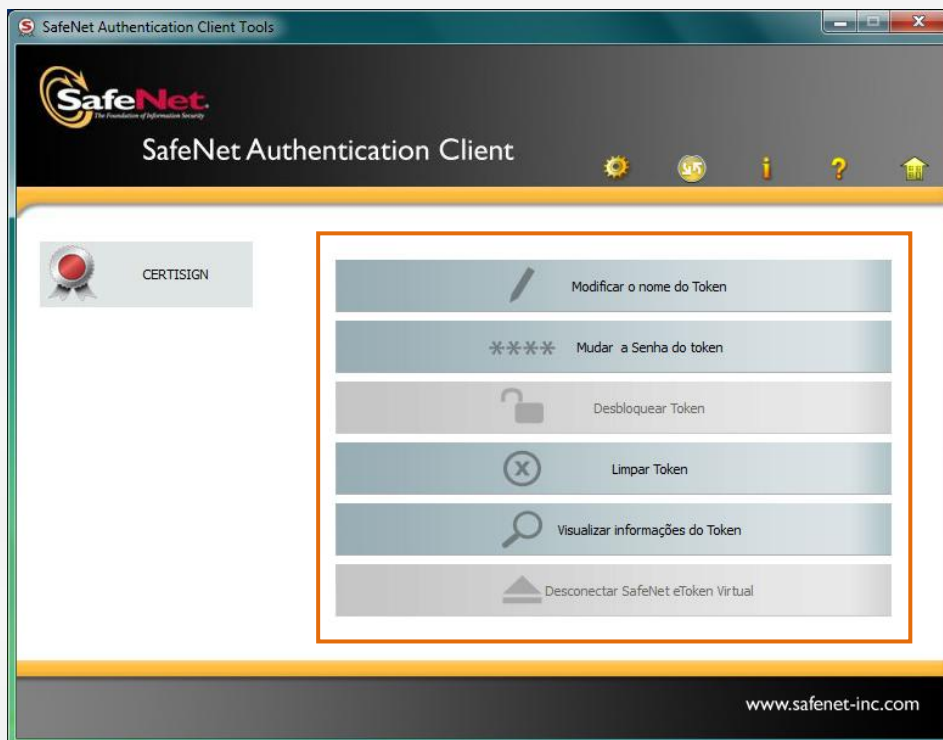 SafeNet Authentication Client Tools
SafeNet.
The Foundation of Information Security
SafeNet Authentication Client
CERTISIGN
Modificar o nome do Token
**** Mudar a Senha do token
Desbloquear Token
Limpar Token
Visualizar informações do Token
Desconectar SafeNet eToken Virtual
www.safenet-inc.com